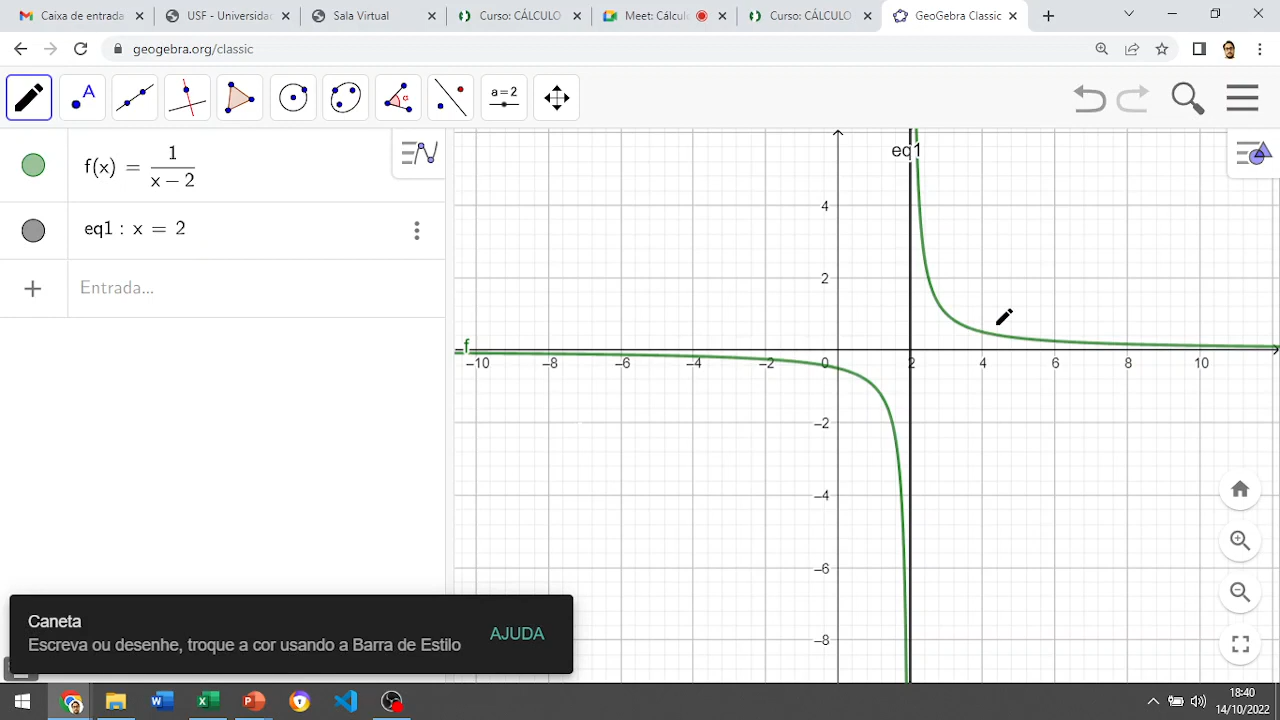 Caixa de entrada
USF - Universidar
Sala Virtual
Curso: CÁLCULO
Meet: Cálcul
Curso: CÁLCULO
GeoGebra Classic
geogebra.org/classic
A
a=2
f(x) = 1/(x − 2)
eq1 : x = 2
Entrada...
eq1
f
4
2
−10 −8 −6 −4 −2 0 2 4 6 8 10
−2
−4
−6
−8
Caneta
Escreva ou desenhe, troque a cor usando a Barra de Estilo
AJUDA
18:40
14/10/2022